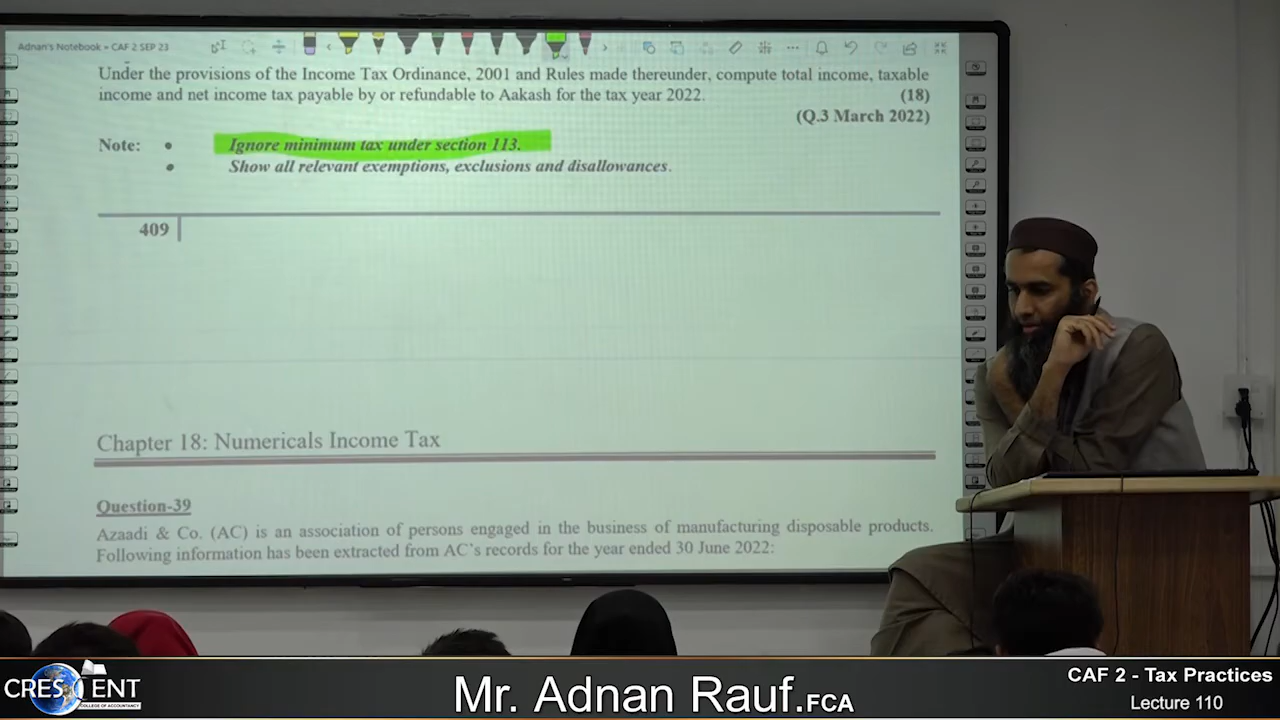 Adnan's Notebook » CAF 2 SEP 23
Under the provisions of the Income Tax Ordinance, 2001 and Rules made thereunder, compute total income, taxable
income and net income tax payable by or refundable to Aakash for the tax year 2022. (18)
(Q.3 March 2022)
Note: • Ignore minimum tax under section 113.
• Show all relevant exemptions, exclusions and disallowances.
409
Chapter 18: Numericals Income Tax
Question-39
Azaadi & Co. (AC) is an association of persons engaged in the business of manufacturing disposable products.
Following information has been extracted from AC's records for the year ended 30 June 2022:
CRESCENT
COLLEGE OF ACCOUNTANCY
Mr. Adnan Rauf.FCA
CAF 2 - Tax Practices
Lecture 110